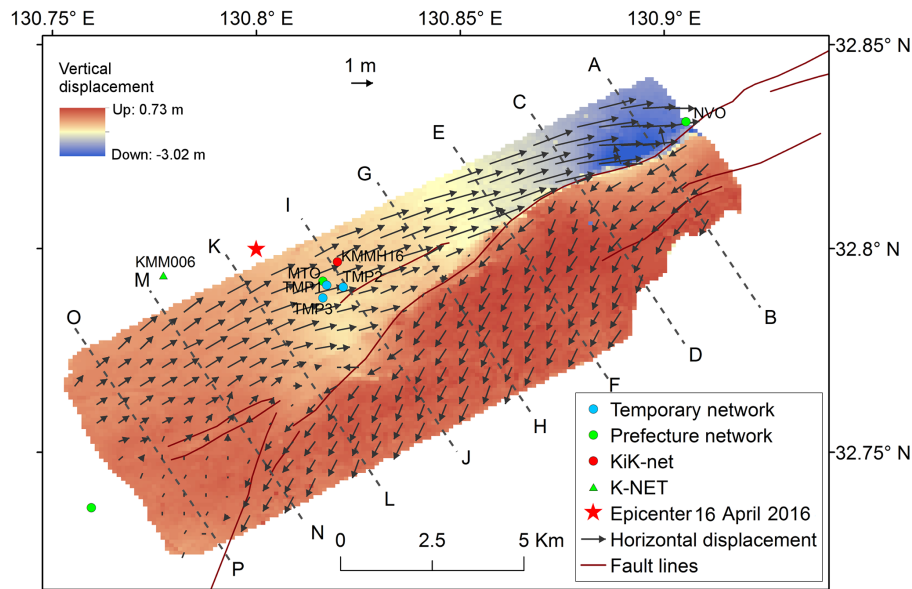 130.75° E
130.8° E
130.85° E
130.9° E
32.85° N
Vertical
displacement
Up: 0.73 m
Down: -3.02 m
1 m
A
NVO
C
E
G
I
K
KMM006
M
KMMH16
MTO
TMP2
TMP1
TMP3
32.8° N
O
B
D
F
H
J
L
N
P
32.75° N
Temporary network
Prefecture network
KiK-net
K-NET
Epicenter 16 April 2016
Horizontal displacement
Fault lines
0 2.5 5 Km